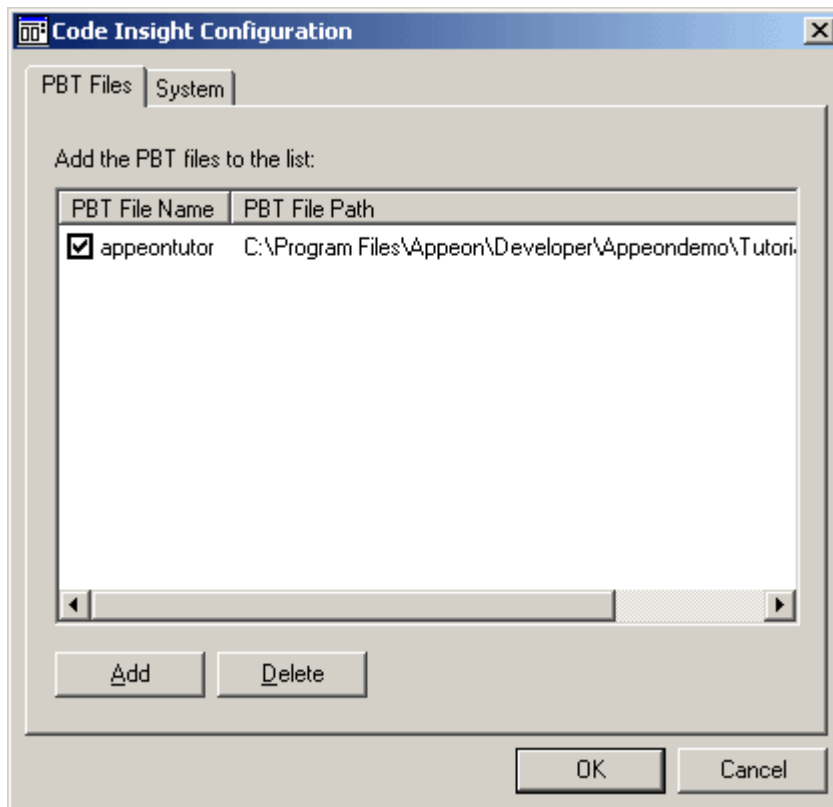 Code Insight Configuration
PBT Files System
Add the PBT files to the list:
PBT File Name PBT File Path
appeontutor C:\Program Files\Appeon\Developer\Appeondemo\Tutori
Add Delete
OK Cancel